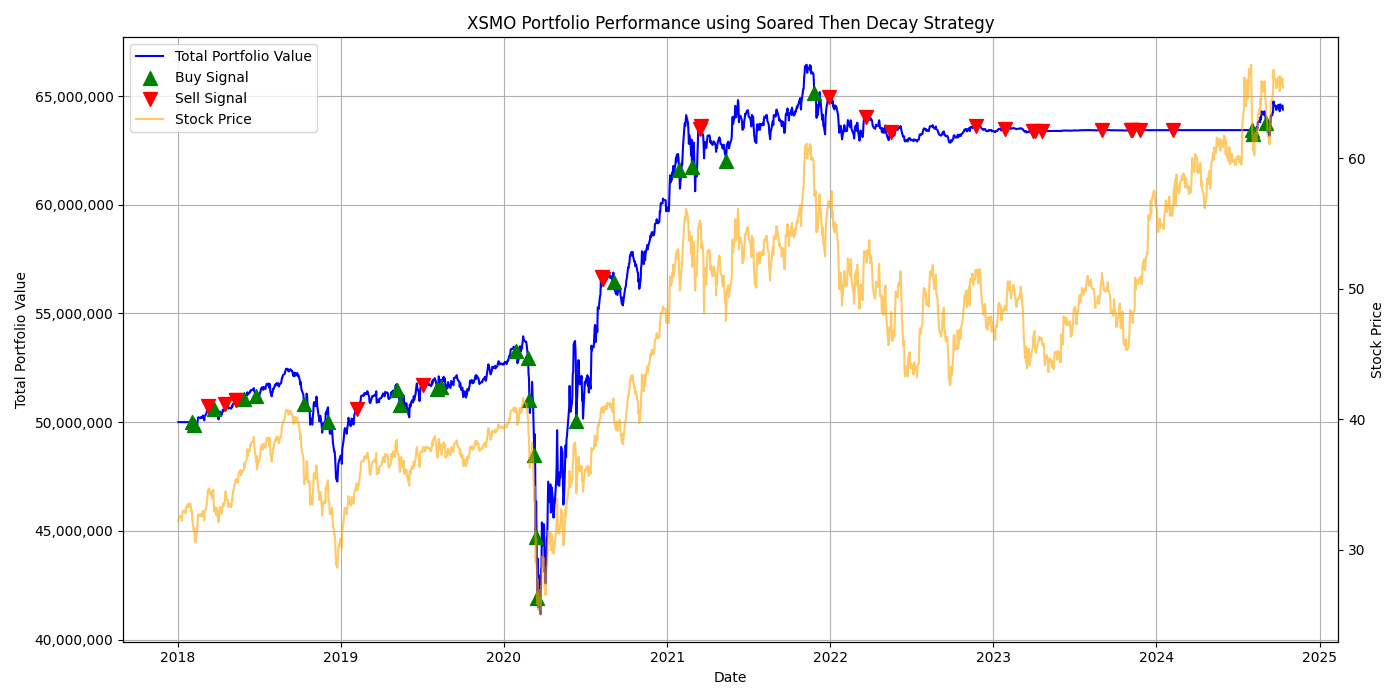 XSMO Portfolio Performance using Soared Then Decay Strategy
Total Portfolio Value
Buy Signal
Sell Signal
Stock Price
65,000,000
60,000,000
55,000,000
50,000,000
45,000,000
40,000,000
Total Portfolio Value
60
50
40
30
Stock Price
2018
2019
2020
2021
2022
2023
2024
2025
Date